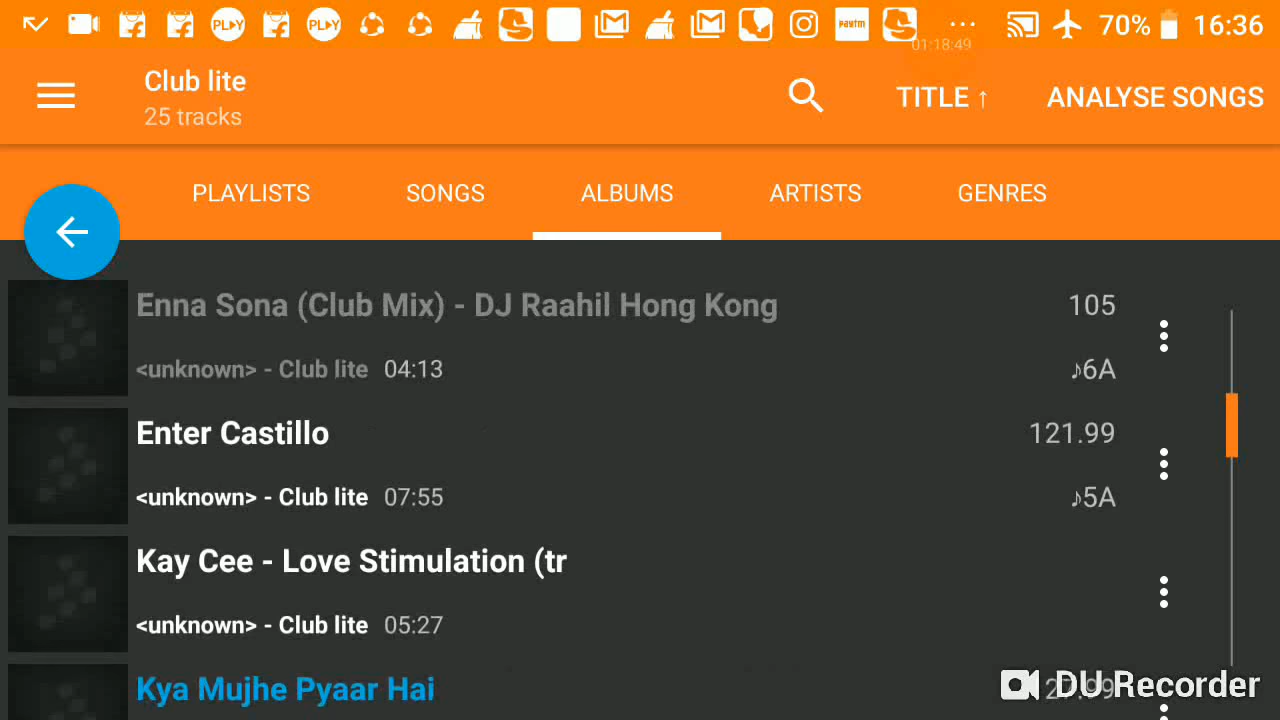 PLAY
PLAY
paytm
70%
16:36
01:18:49
Club lite
25 tracks
TITLE ↑
ANALYSE SONGS
PLAYLISTS
SONGS
ALBUMS
ARTISTS
GENRES
Enna Sona (Club Mix) - DJ Raahil Hong Kong
105
<unknown> - Club lite 04:13
♪6A
Enter Castillo
121.99
<unknown> - Club lite 07:55
♪5A
Kay Cee - Love Stimulation (tr
<unknown> - Club lite 05:27
Kya Mujhe Pyaar Hai
DU Recorder